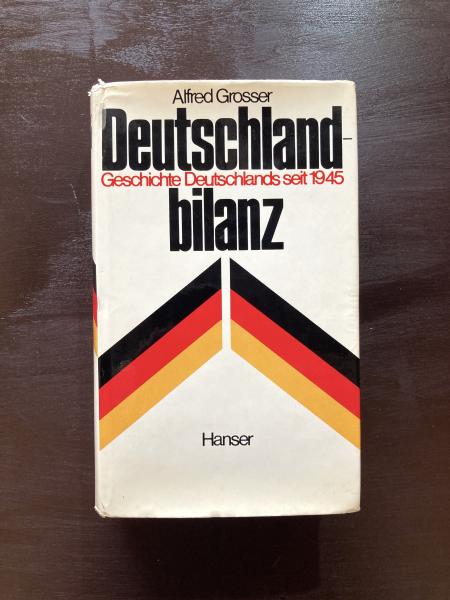 Alfred Grosser
Deutschland-
Geschichte Deutschlands seit 1945
bilanz
Hanser